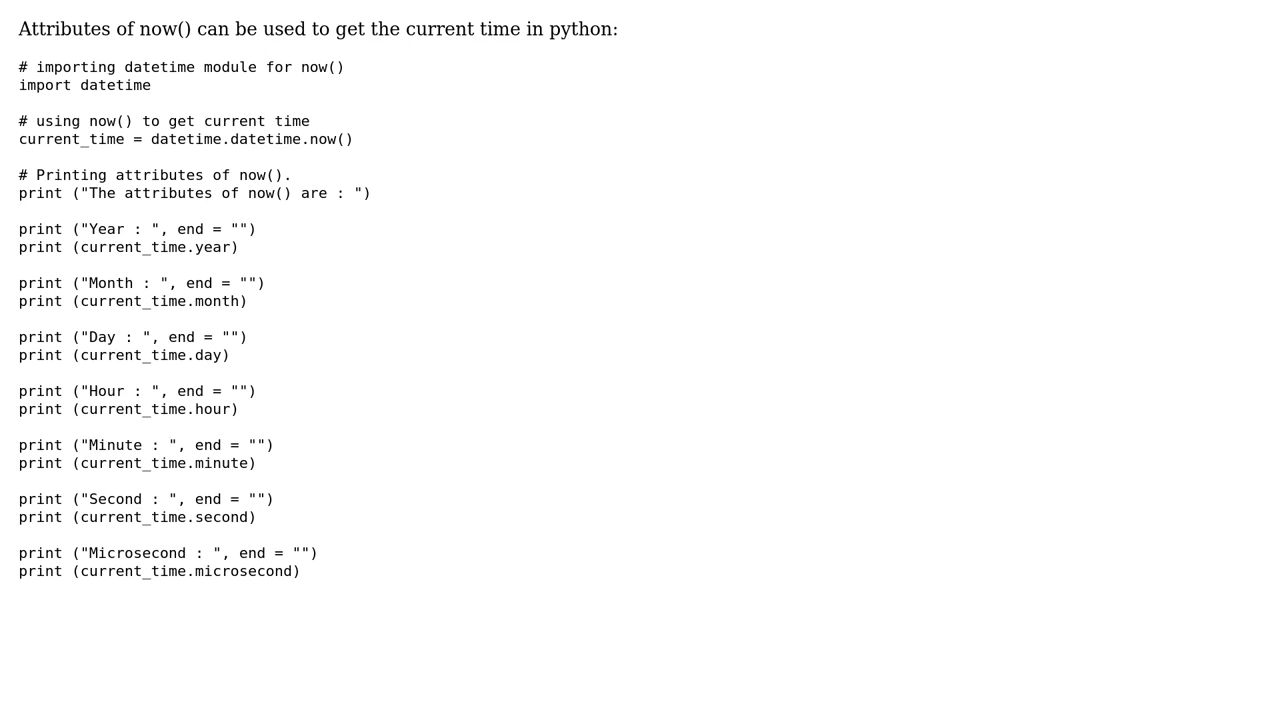 Attributes of now() can be used to get the current time in python:
# importing datetime module for now()
import datetime
# using now() to get current time
current_time = datetime.datetime.now()
# Printing attributes of now().
print ("The attributes of now() are : ")
print ("Year : ", end = "")
print (current_time.year)
print ("Month : ", end = "")
print (current_time.month)
print ("Day : ", end = "")
print (current_time.day)
print ("Hour : ", end = "")
print (current_time.hour)
print ("Minute : ", end = "")
print (current_time.minute)
print ("Second : ", end = "")
print (current_time.second)
print ("Microsecond : ", end = "")
print (current_time.microsecond)